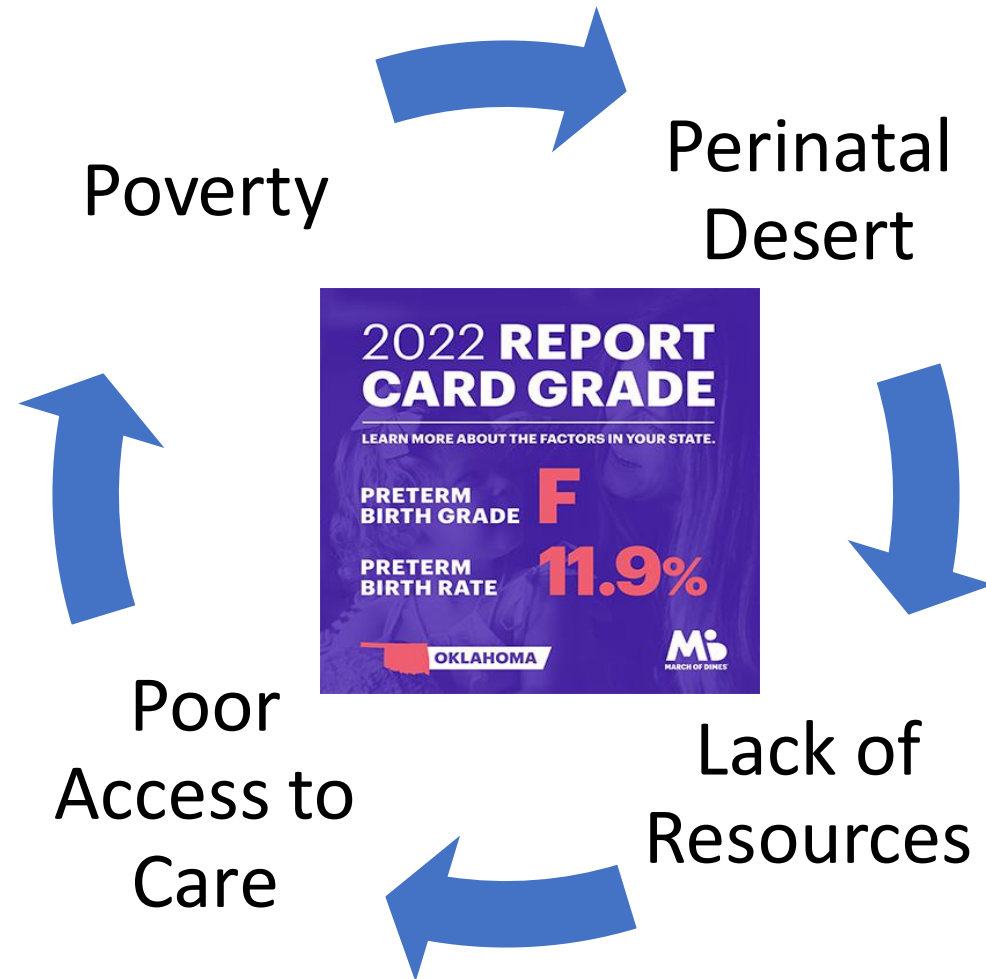 Poverty
Perinatal
Desert
2022 REPORT
CARD GRADE
LEARN MORE ABOUT THE FACTORS IN YOUR STATE.
PRETERM
BIRTH GRADE F
PRETERM
BIRTH RATE 11.9%
OKLAHOMA
MARCH OF DIMES
Lack of
Resources
Poor
Access to
Care